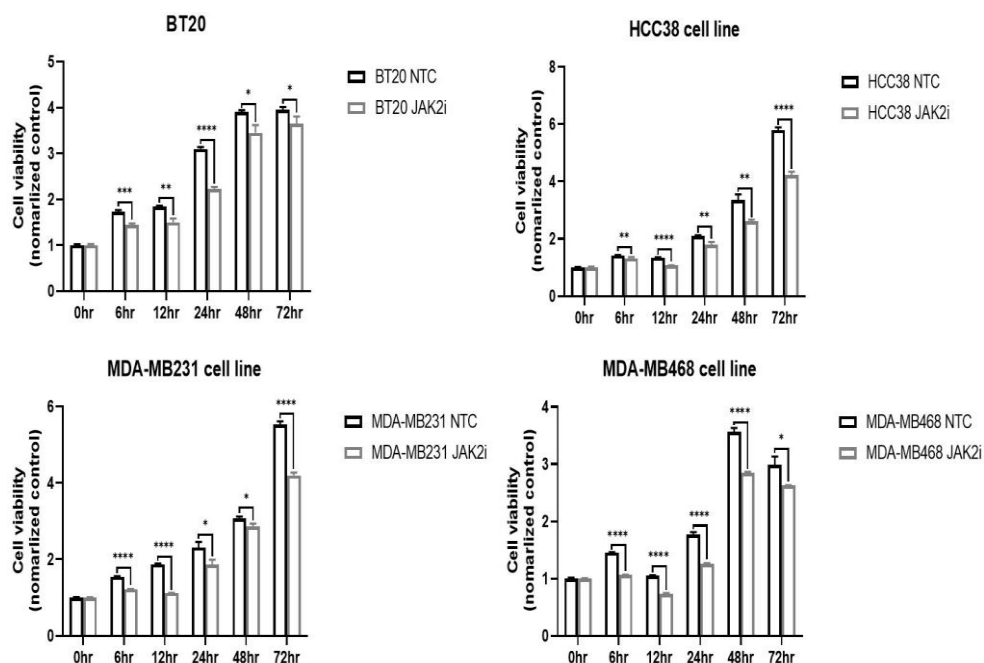 BT20
Cell viability
(nomarlized control)
5
4
3
2
1
0
*** ** **** * *
0hr 6hr 12hr 24hr 48hr 72hr
BT20 NTC
BT20 JAK2i
HCC38 cell line
Cell viability
(nomarlized control)
8
6
4
2
0
** **** ** ** ****
0hr 6hr 12hr 24hr 48hr 72hr
HCC38 NTC
HCC38 JAK2i
MDA-MB231 cell line
Cell viability
(nomarlized control)
6
4
2
0
**** **** * * ****
0hr 6hr 12hr 24hr 48hr 72hr
MDA-MB231 NTC
MDA-MB231 JAK2i
MDA-MB468 cell line
Cell viability
(nomarlized control)
4
3
2
1
0
**** **** **** **** *
0hr 6hr 12hr 24hr 48hr 72hr
MDA-MB468 NTC
MDA-MB468 JAK2i